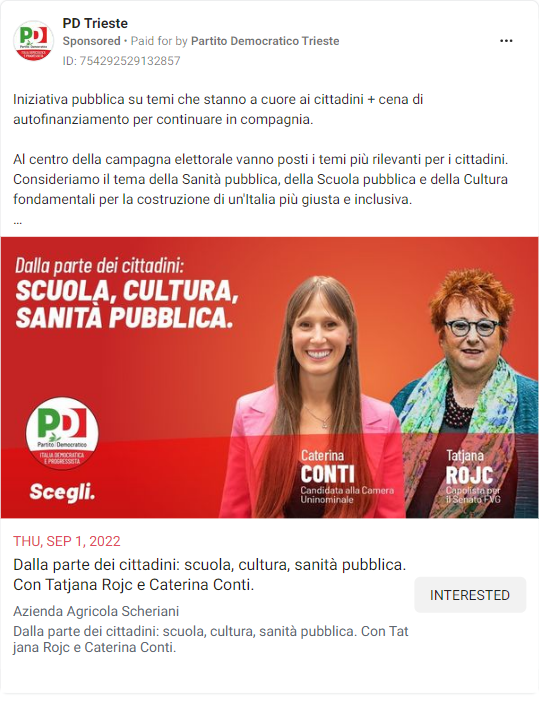 PD Trieste
Sponsored • Paid for by Partito Democratico Trieste
ID: 754292529132857
Iniziativa pubblica su temi che stanno a cuore ai cittadini + cena di
autofinanziamento per continuare in compagnia.
Al centro della campagna elettorale vanno posti i temi più rilevanti per i cittadini.
Consideriamo il tema della Sanità pubblica, della Scuola pubblica e della Cultura
fondamentali per la costruzione di un'Italia più giusta e inclusiva.
...
Dalla parte dei cittadini:
SCUOLA, CULTURA,
SANITÀ PUBBLICA.
PD
Partito Democratico
ITALIA DEMOCRATICA
E PROGRESSISTA
Scegli.
Caterina
CONTI
Candidata alla Camera
Uninominale
Tatjana
ROJC
Capolista per
il Senato FVG
THU, SEP 1, 2022
Dalla parte dei cittadini: scuola, cultura, sanità pubblica.
Con Tatjana Rojc e Caterina Conti.
Azienda Agricola Scheriani
Dalla parte dei cittadini: scuola, cultura, sanità pubblica. Con Tat
jana Rojc e Caterina Conti.
INTERESTED